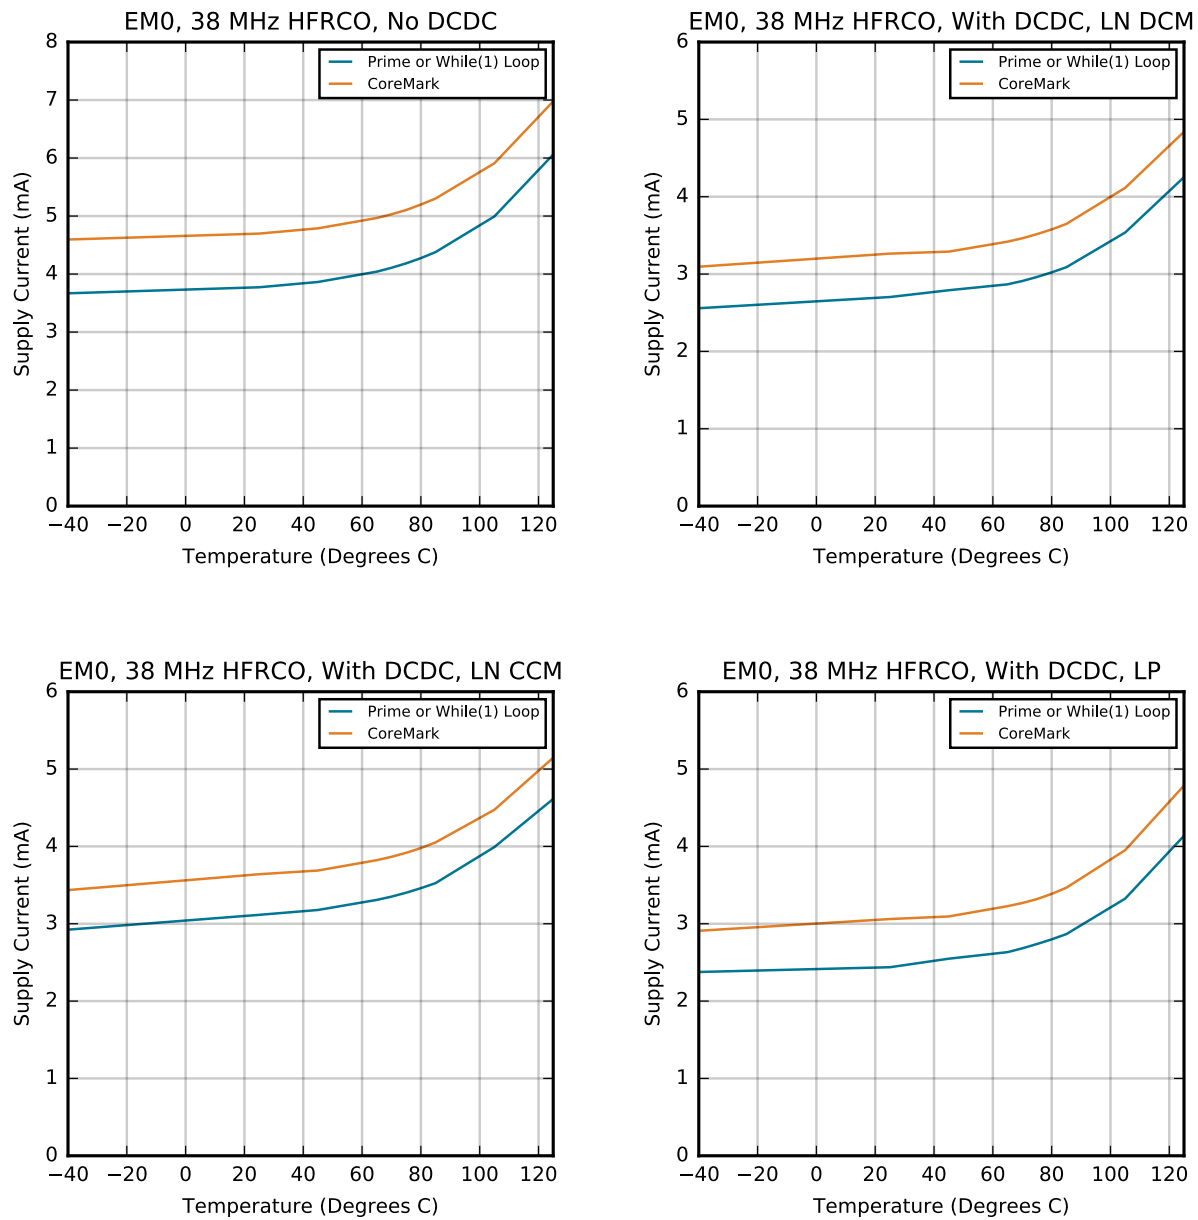 EM0, 38 MHz HFRCO, No DCDC
8
7
6
5
4
3
2
1
0
Supply Current (mA)
Prime or While(1) Loop
CoreMark
−40 −20 0 20 40 60 80 100 120
Temperature (Degrees C)
EM0, 38 MHz HFRCO, With DCDC, LN DCM
6
5
4
3
2
1
0
Supply Current (mA)
Prime or While(1) Loop
CoreMark
−40 −20 0 20 40 60 80 100 120
Temperature (Degrees C)
EM0, 38 MHz HFRCO, With DCDC, LN CCM
6
5
4
3
2
1
0
Supply Current (mA)
Prime or While(1) Loop
CoreMark
−40 −20 0 20 40 60 80 100 120
Temperature (Degrees C)
EM0, 38 MHz HFRCO, With DCDC, LP
6
5
4
3
2
1
0
Supply Current (mA)
Prime or While(1) Loop
CoreMark
−40 −20 0 20 40 60 80 100 120
Temperature (Degrees C)